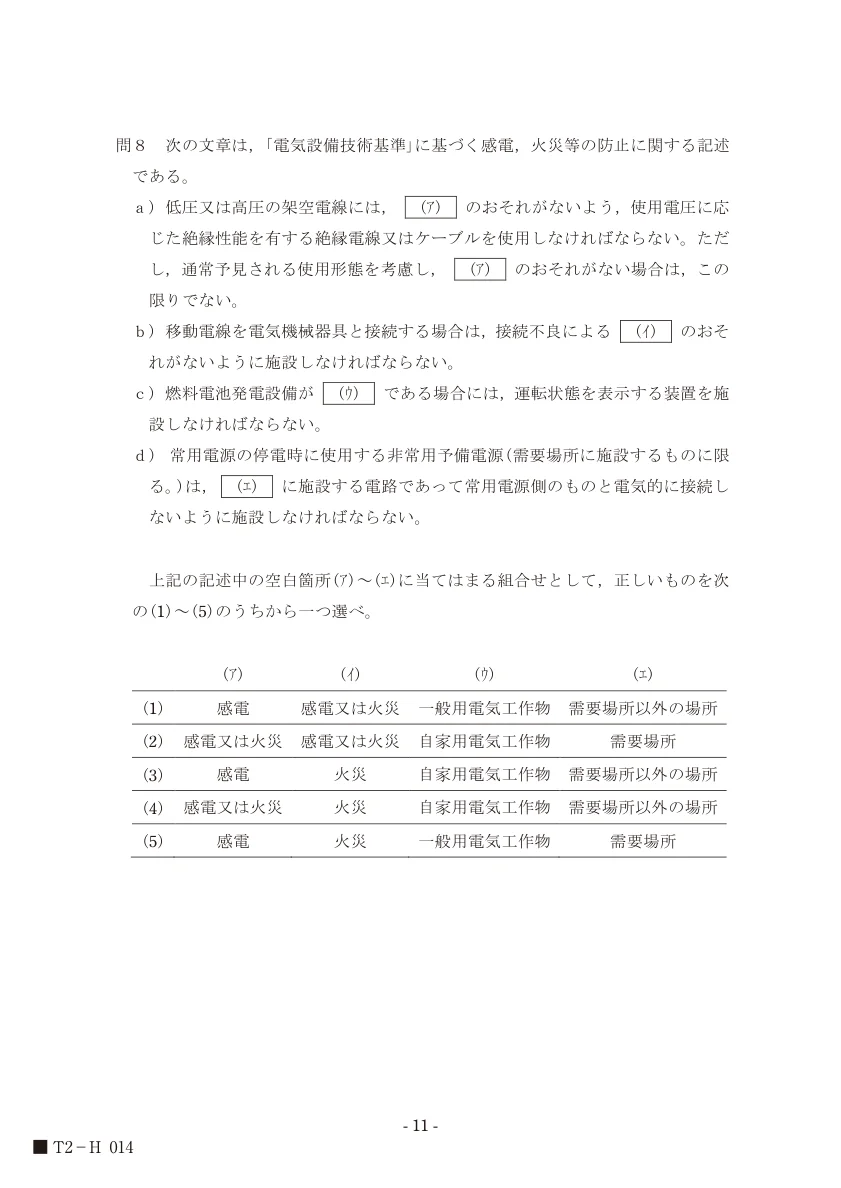 問８　次の文章は，「電気設備技術基準」に基づく感電，火災等の防止に関する記述
である。
ａ）低圧又は高圧の架空電線には， (ｱ) のおそれがないよう，使用電圧に応
じた絶縁性能を有する絶縁電線又はケーブルを使用しなければならない。ただ
し，通常予見される使用形態を考慮し， (ｱ) のおそれがない場合は，この
限りでない。
ｂ）移動電線を電気機械器具と接続する場合は，接続不良による (ｲ) のおそ
れがないように施設しなければならない。
ｃ）燃料電池発電設備が (ｳ) である場合には，運転状態を表示する装置を施
設しなければならない。
ｄ） 常用電源の停電時に使用する非常用予備電源（需要場所に施設するものに限
る。）は， (ｴ) に施設する電路であって常用電源側のものと電気的に接続し
ないように施設しなければならない。
上記の記述中の空白箇所(ｱ)～(ｴ)に当てはまる組合せとして，正しいものを次
の(1)～(5)のうちから一つ選べ。
(ｱ) (ｲ) (ｳ) (ｴ)
(1) 感電 感電又は火災 一般用電気工作物 需要場所以外の場所
(2) 感電又は火災 感電又は火災 自家用電気工作物 需要場所
(3) 感電 火災 自家用電気工作物 需要場所以外の場所
(4) 感電又は火災 火災 自家用電気工作物 需要場所以外の場所
(5) 感電 火災 一般用電気工作物 需要場所
- 11 -
■ T2－H 014